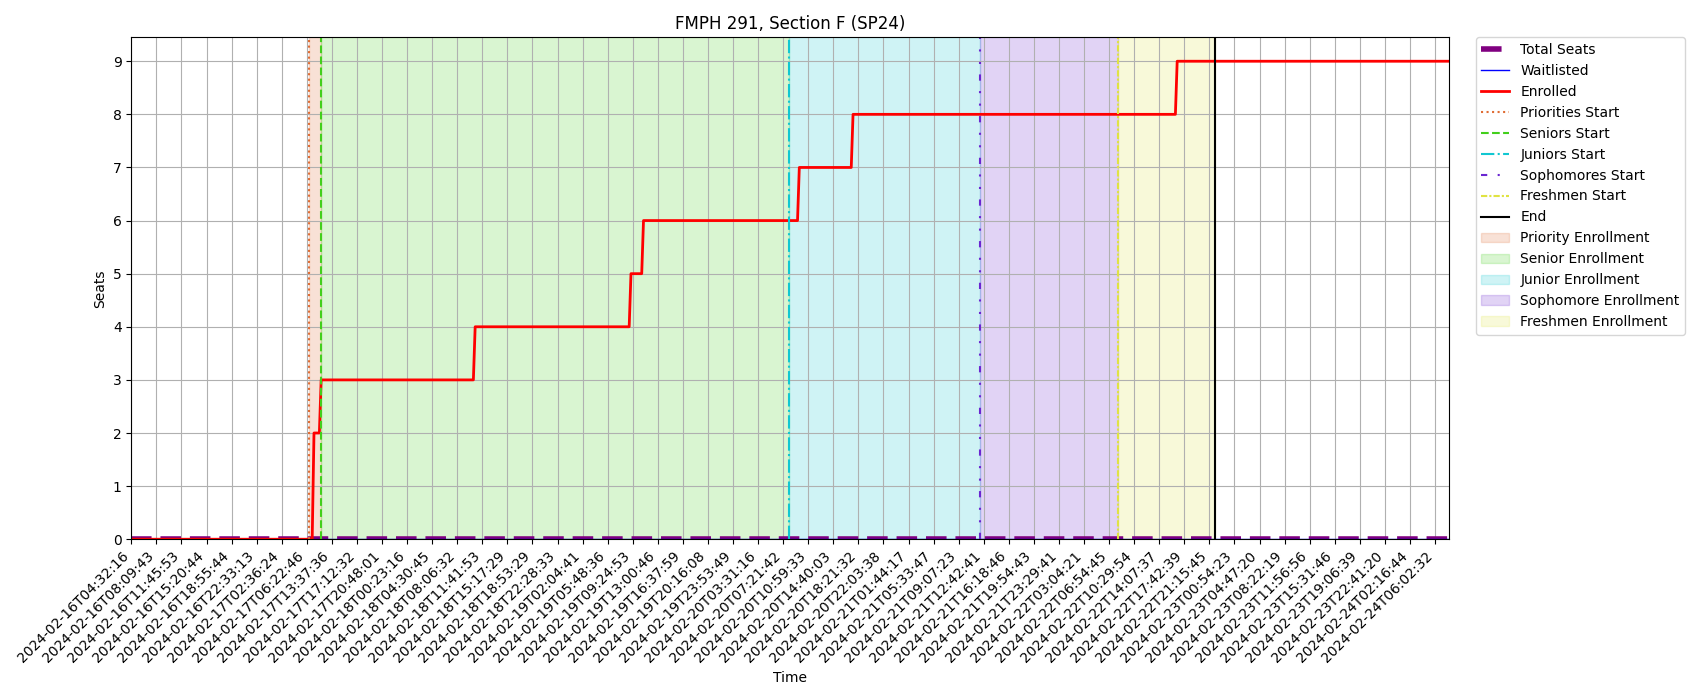 FMPH 291, Section F (SP24)
Seats
9
8
7
6
5
4
3
2
1
0
2024-02-16T04:32:16
2024-02-16T08:09:43
2024-02-16T11:45:53
2024-02-16T15:20:44
2024-02-16T18:55:44
2024-02-16T22:33:13
2024-02-17T02:36:24
2024-02-17T06:22:46
2024-02-17T13:37:36
2024-02-17T17:12:32
2024-02-17T20:48:01
2024-02-18T00:23:16
2024-02-18T04:30:45
2024-02-18T08:06:32
2024-02-18T11:41:53
2024-02-18T15:17:29
2024-02-18T18:53:29
2024-02-18T22:28:33
2024-02-19T02:04:41
2024-02-19T05:48:36
2024-02-19T09:24:53
2024-02-19T13:00:46
2024-02-19T16:37:59
2024-02-19T20:16:08
2024-02-19T23:53:49
2024-02-20T03:31:16
2024-02-20T07:21:42
2024-02-20T10:59:33
2024-02-20T14:40:03
2024-02-20T18:21:32
2024-02-20T22:03:38
2024-02-21T01:44:17
2024-02-21T05:33:47
2024-02-21T09:07:23
2024-02-21T12:42:41
2024-02-21T16:18:46
2024-02-21T19:54:43
2024-02-21T23:29:41
2024-02-22T03:04:21
2024-02-22T06:54:45
2024-02-22T10:29:54
2024-02-22T14:07:37
2024-02-22T17:42:39
2024-02-22T21:15:45
2024-02-23T00:54:23
2024-02-23T04:47:20
2024-02-23T08:22:19
2024-02-23T11:56:56
2024-02-23T15:31:46
2024-02-23T19:06:39
2024-02-23T22:41:20
2024-02-24T02:16:44
2024-02-24T06:02:32
Time
Total Seats
Waitlisted
Enrolled
Priorities Start
Seniors Start
Juniors Start
Sophomores Start
Freshmen Start
End
Priority Enrollment
Senior Enrollment
Junior Enrollment
Sophomore Enrollment
Freshmen Enrollment